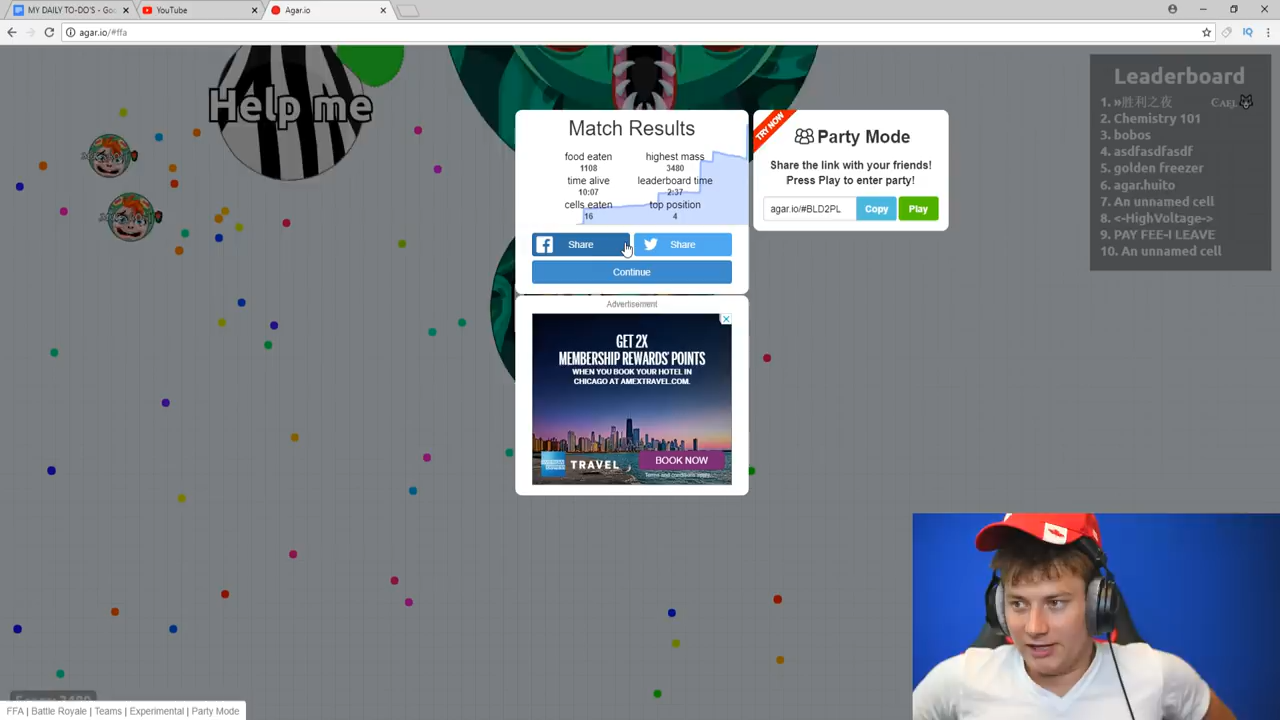 MY DAILY TO-DO'S - Go
YouTube
Agar.io
agar.io/#ffa
Help me
Match Results
food eaten
1108
highest mass
3480
time alive
10:07
leaderboard time
2:37
cells eaten
16
top position
4
Share
Share
Continue
Advertisement
GET 2X
MEMBERSHIP REWARDS® POINTS
WHEN YOU BOOK YOUR HOTEL IN
CHICAGO AT AMEXTRAVEL.COM.
TRAVEL
BOOK NOW
Terms and conditions apply.
TRY NOW
Party Mode
Share the link with your friends!
Press Play to enter party!
agar.io/#BLD2PL
Copy
Play
Leaderboard
1. »胜利之夜
2. Chemistry 101
3. bobos
4. asdfasdfasdf
5. golden freezer
6. agar.huito
7. An unnamed cell
8. <-HighVoltage->
9. PAY FEE-I LEAVE
10. An unnamed cell
FFA | Battle Royale | Teams | Experimental | Party Mode